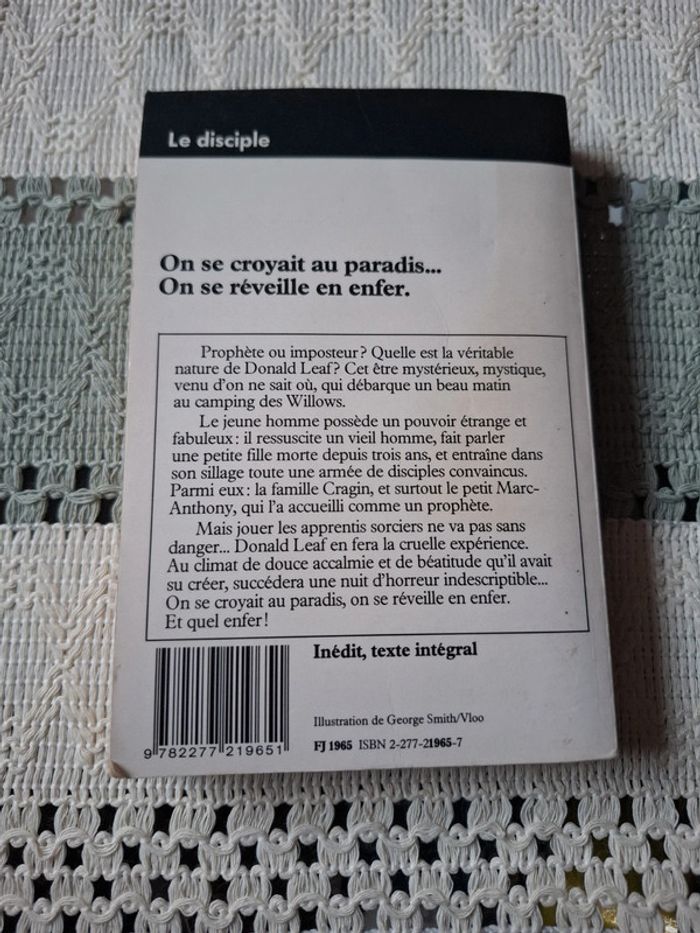 Le disciple
On se croyait au paradis...
On se réveille en enfer.
Prophète ou imposteur? Quelle est la véritable
nature de Donald Leaf? Cet être mystérieux, mystique,
venu d'on ne sait où, qui débarque un beau matin
au camping des Willows.
Le jeune homme possède un pouvoir étrange et
fabuleux : il ressuscite un vieil homme, fait parler
une petite fille morte depuis trois ans, et entraîne dans
son sillage toute une armée de disciples convaincus.
Parmi eux : la famille Cragin, et surtout le petit Marc-
Anthony, qui l'a accueilli comme un prophète.
Mais jouer les apprentis sorciers ne va pas sans
danger... Donald Leaf en fera la cruelle expérience.
Au climat de douce accalmie et de béatitude qu'il avait
su créer, succédera une nuit d'horreur indescriptible...
On se croyait au paradis, on se réveille en enfer.
Et quel enfer!
Inédit, texte intégral
Illustration de George Smith/Vloo
FJ 1965 ISBN 2-277-21965-7
9 782277 219651